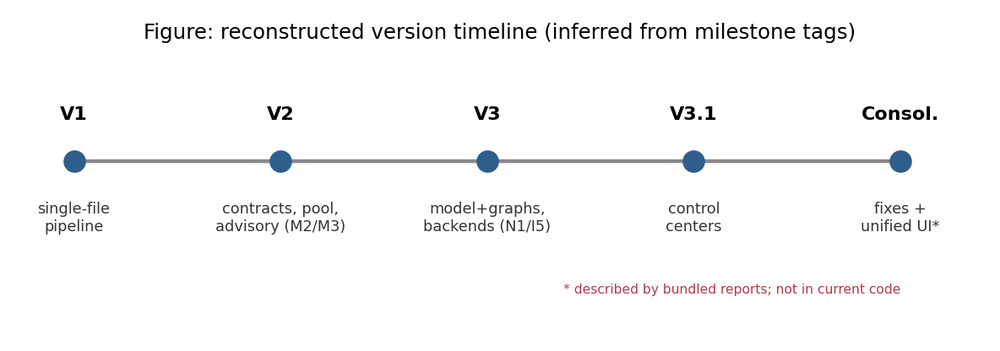 Figure: reconstructed version timeline (inferred from milestone tags)
V1
V2
V3
V3.1
Consol.
single-file
pipeline
contracts, pool,
advisory (M2/M3)
model+graphs,
backends (N1/I5)
control
centers
fixes +
unified UI*
* described by bundled reports; not in current code